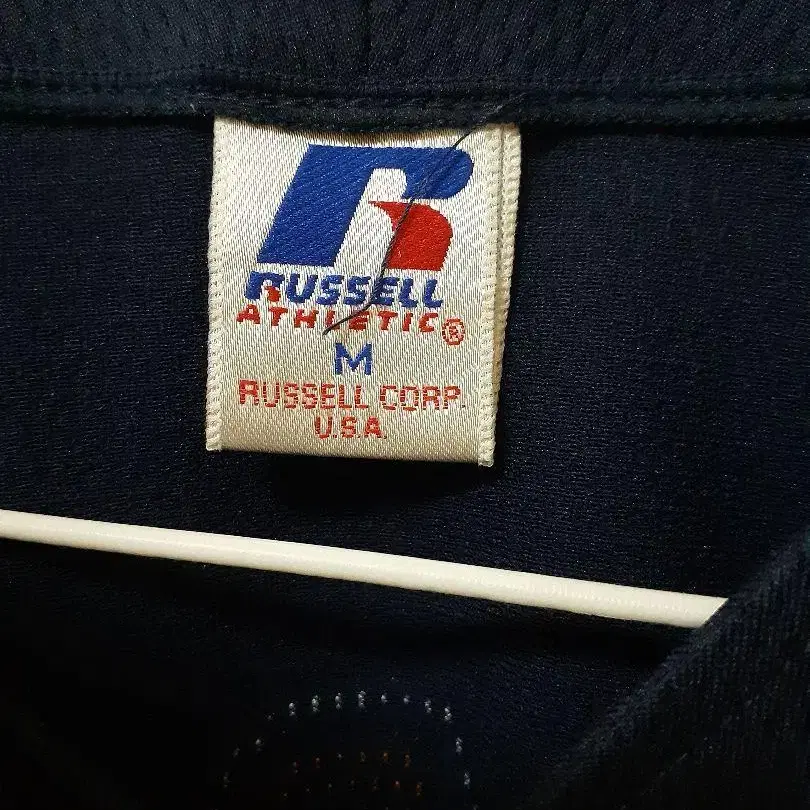 RUSSELL
ATHLETIC®
M
RUSSELL CORP.
U.S.A.